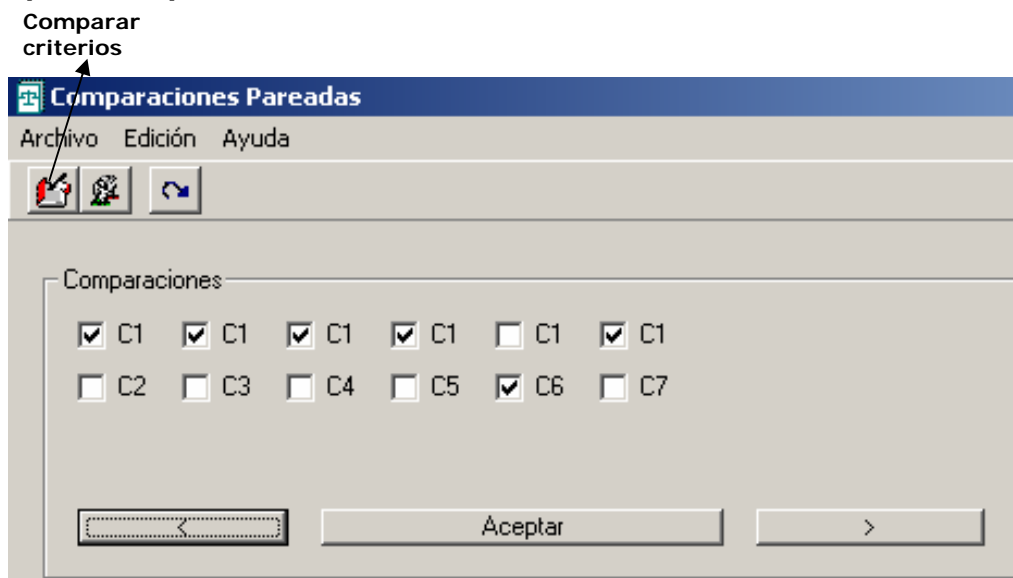 Comparar
criterios
Comparaciones Pareadas
Archivo Edición Ayuda
Comparaciones
C1 C1 C1 C1 C1 C1
C2 C3 C4 C5 C6 C7
< Aceptar >